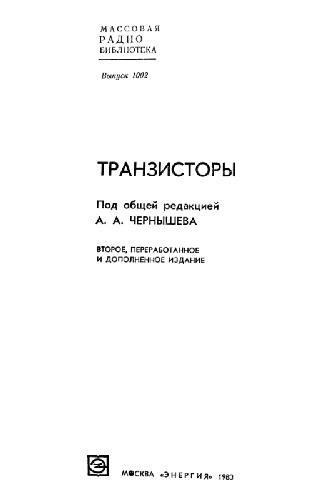 МАССОВАЯ
РАДИО
БИБЛИОТЕКА
Выпуск 1002
ТРАНЗИСТОРЫ
Под общей редакцией
А. А. ЧЕРНЫШЕВА
ВТОРОЕ, ПЕРЕРАБОТАННОЕ
И ДОПОЛНЕННОЕ ИЗДАНИЕ
МОСКВА «ЭНЕРГИЯ» 1980